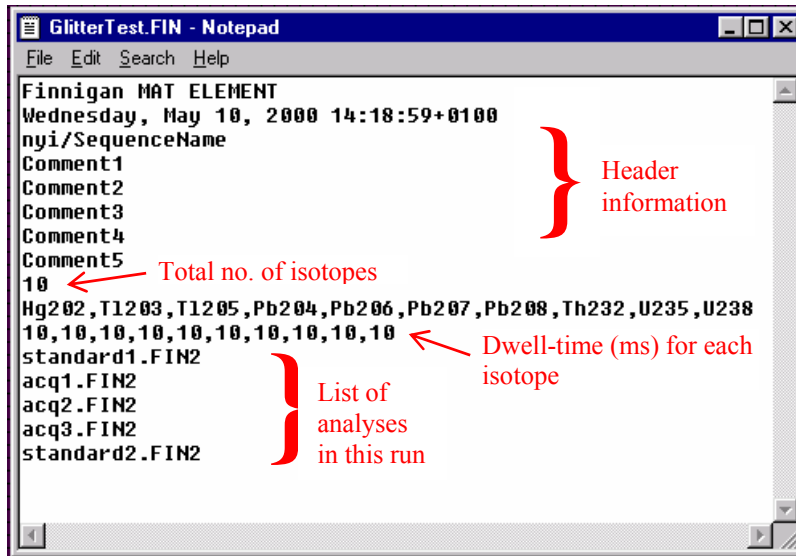 GlitterTest.FIN - Notepad
File Edit Search Help
Finnigan MAT ELEMENT
Wednesday, May 10, 2000 14:18:59+0100
nyi/SequenceName
Comment1
Comment2
Comment3
Comment4
Comment5
Header
information
10
Total no. of isotopes
Hg202,Tl203,Tl205,Pb204,Pb206,Pb207,Pb208,Th232,U235,U238
10,10,10,10,10,10,10,10,10,10
Dwell-time (ms) for each
isotope
standard1.FIN2
acq1.FIN2
acq2.FIN2
acq3.FIN2
standard2.FIN2
List of
analyses
in this run